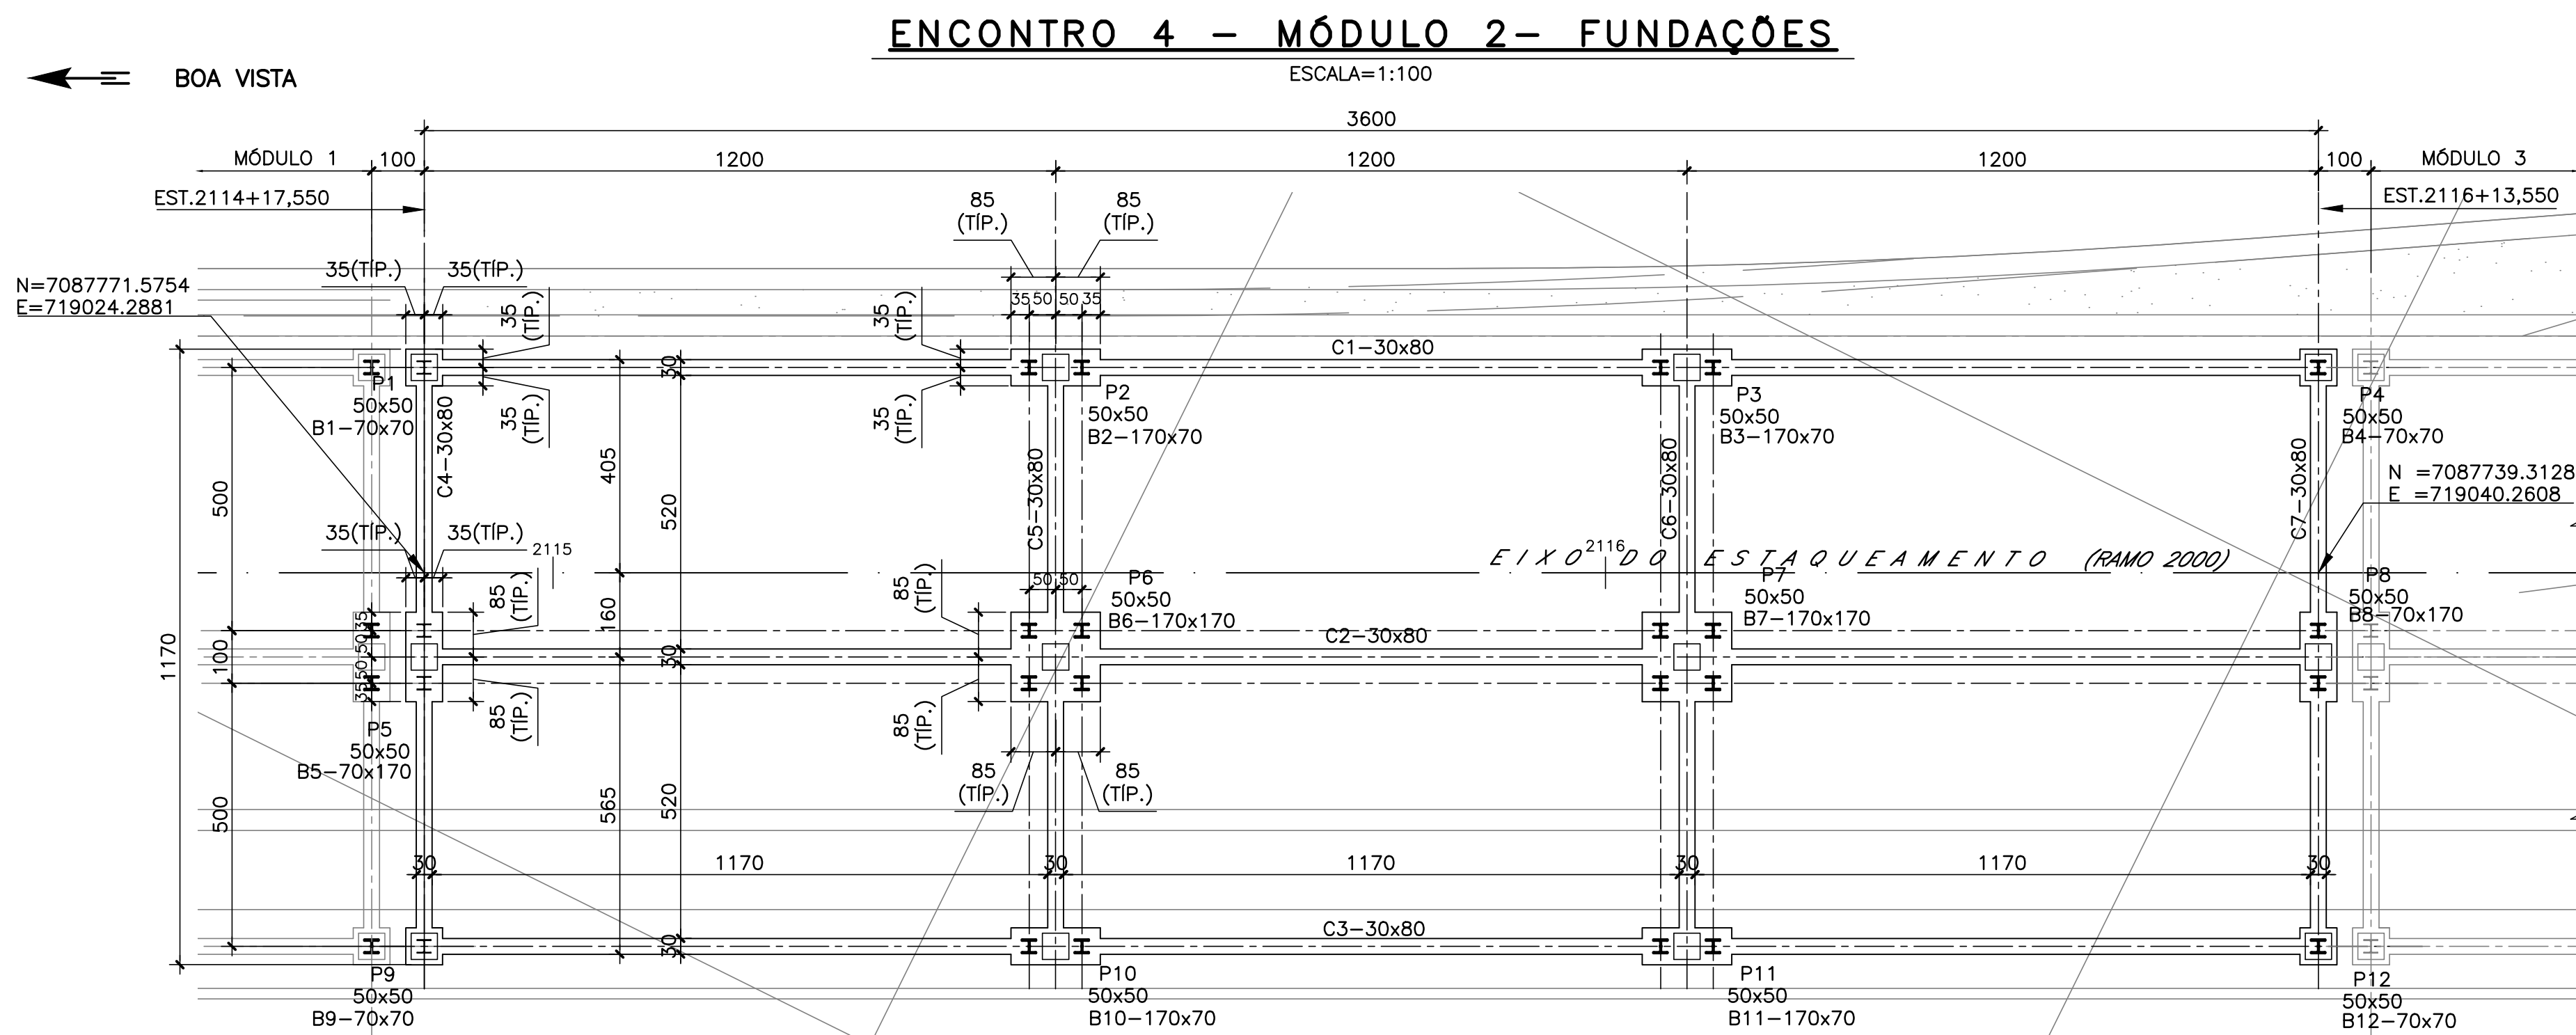 ENCONTRO 4 - MÓDULO 2- FUNDAÇÕES
ESCALA=1:100
BOA VISTA
3600
MÓDULO 1
100
1200
1200
1200
100
MÓDULO 3
EST.2114+17,550
EST.2116+13,550
85
(TÍP.)
85
(TÍP.)
N=7087771.5754
E=719024.2881
35(TÍP.)
35(TÍP.)
35
(TÍP.)
35
(TÍP.)
35
50
50
35
C1-30x80
30
P1
50x50
B1-70x70
C4-30x80
35
(TÍP.)
35
(TÍP.)
P2
50x50
B2-170x70
P3
50x50
B3-170x70
P4
50x50
B4-70x70
500
405
520
C5-30x80
C6-30x80
C7-30x80
N =7087739.3128
E =719040.2608
35(TÍP.)
35(TÍP.)
2115
2116
EIXO DO ESTAQUEAMENTO (RAMO 2000)
85
(TÍP.)
85
(TÍP.)
50
50
P6
50x50
B6-170x170
P7
50x50
B7-170x170
P8
50x50
B8-70x170
1170
100
35
50
50
35
160
30
C2-30x80
85
(TÍP.)
85
(TÍP.)
P5
50x50
B5-70x170
85
(TÍP.)
85
(TÍP.)
500
565
520
30
1170
30
1170
30
1170
30
30
C3-30x80
P9
50x50
B9-70x70
P10
50x50
B10-170x70
P11
50x50
B11-170x70
P12
50x50
B12-70x70